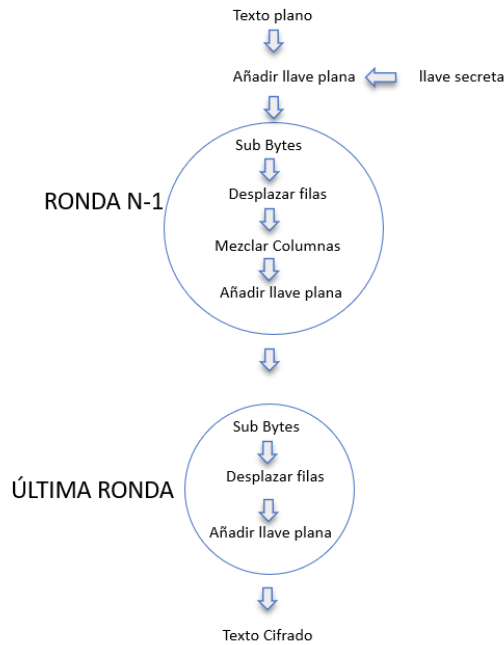 Texto plano
Añadir llave plana
llave secreta
Sub Bytes
RONDA N-1
Desplazar filas
Mezclar Columnas
Añadir llave plana
Sub Bytes
Desplazar filas
ÚLTIMA RONDA
Añadir llave plana
Texto Cifrado